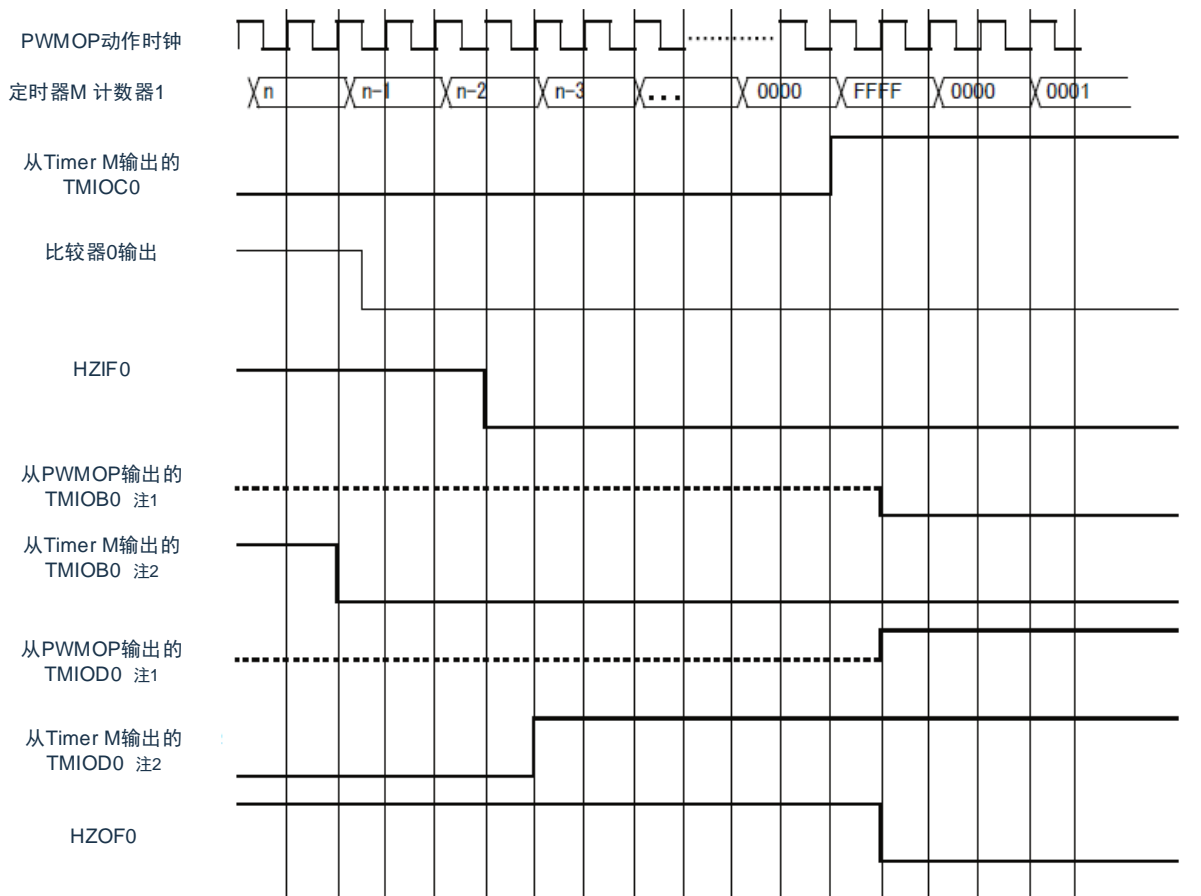 PWMOP动作时钟
定时器M 计数器1
n
n-1
n-2
n-3
...
0000
FFFF
0000
0001
从Timer M输出的
TMIOC0
比较器0输出
HZIF0
从PWMOP输出的
TMIOB0 注1
从Timer M输出的
TMIOB0 注2
从PWMOP输出的
TMIOD0 注1
从Timer M输出的
TMIOD0 注2
HZOF0